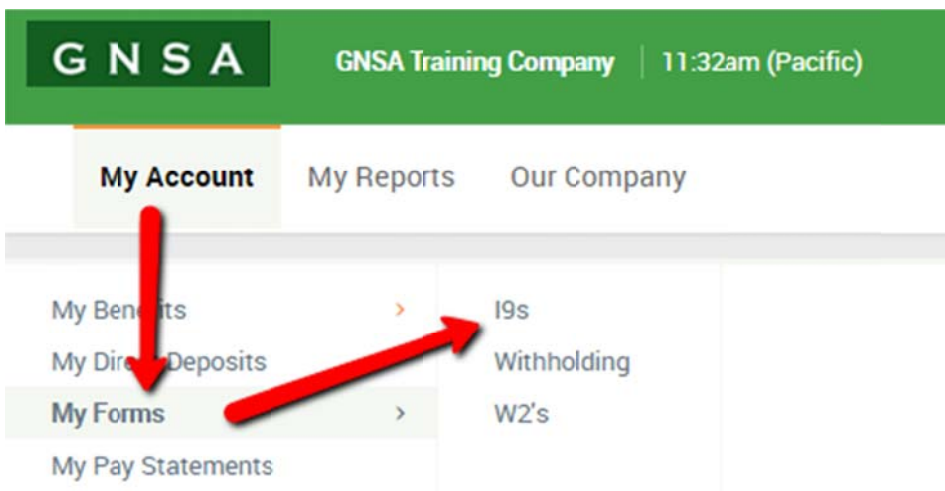 GNSA GNSA Training Company 11:32am (Pacific)
My Account My Reports Our Company
My Benefits > I9s
My Deposits Withholding
My Forms > W2's
My Pay Statements